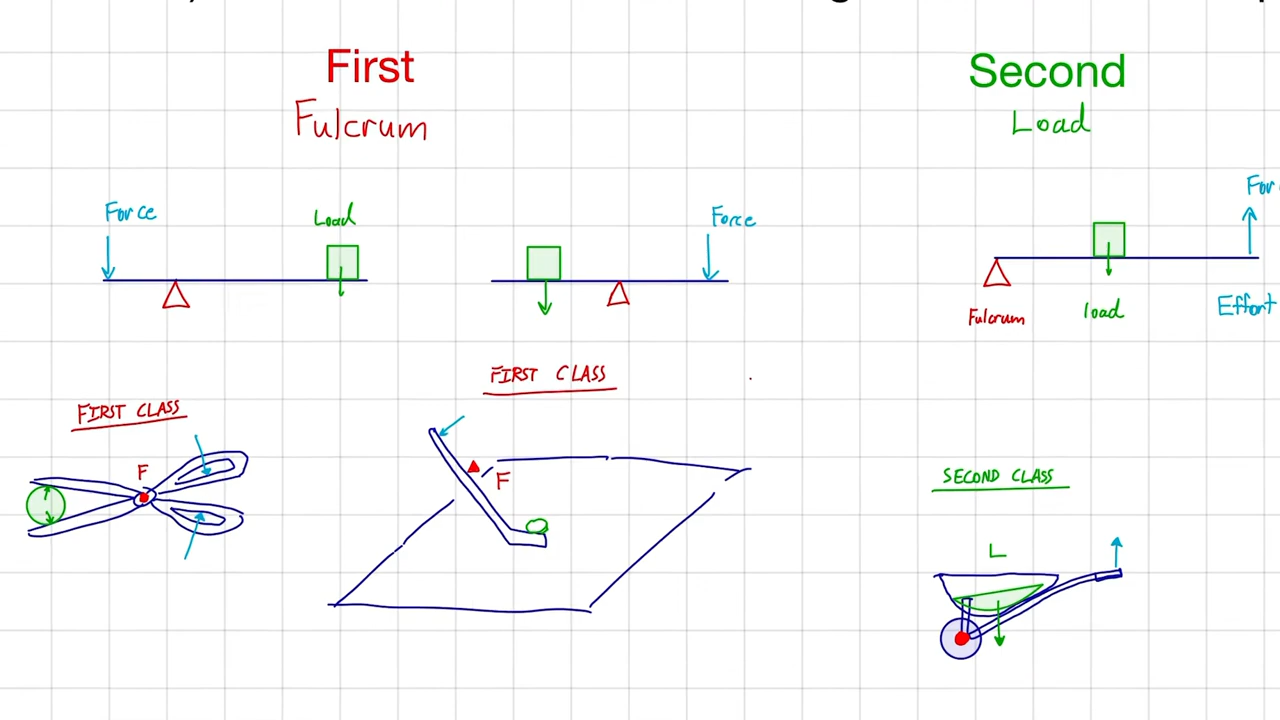 First
Fulcrum
Force
Load
Force
FIRST CLASS
F
FIRST CLASS
F
Second
Load
Fulcrum
load
Effort
SECOND CLASS
L